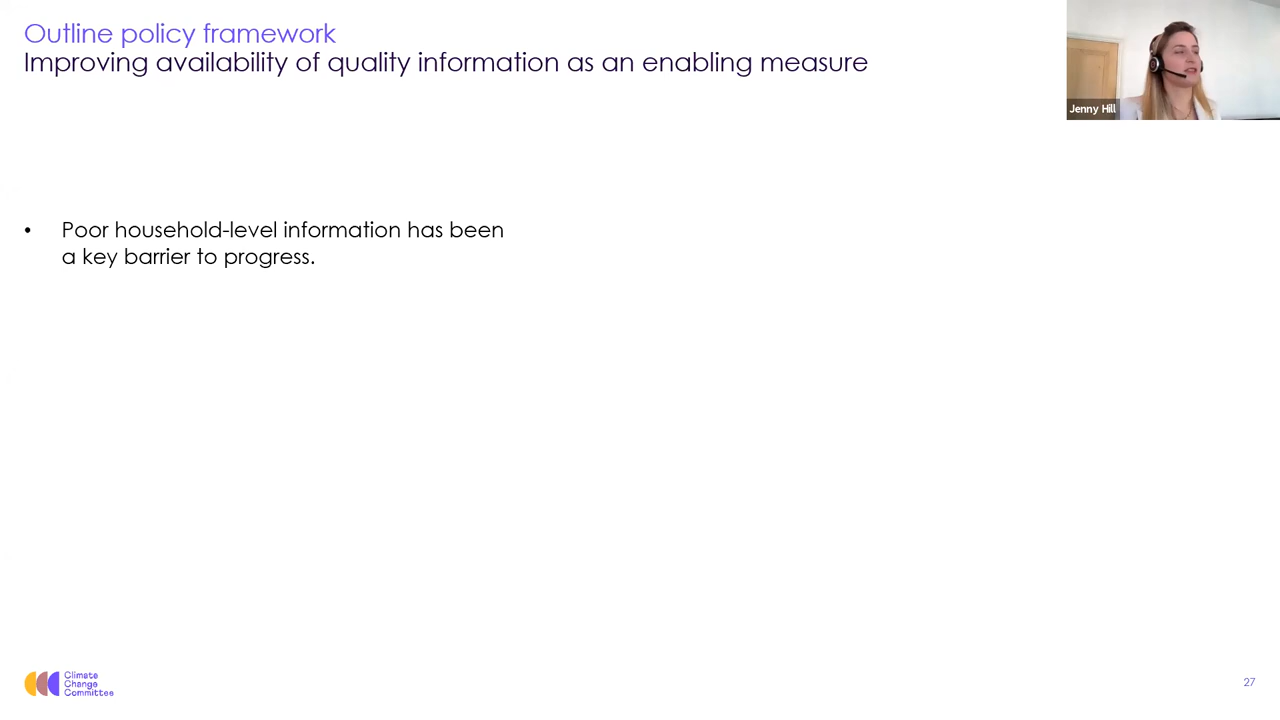 Outline policy framework
Improving availability of quality information as an enabling measure
Jenny Hill
• Poor household-level information has been
a key barrier to progress.
Climate
Change
Committee
27